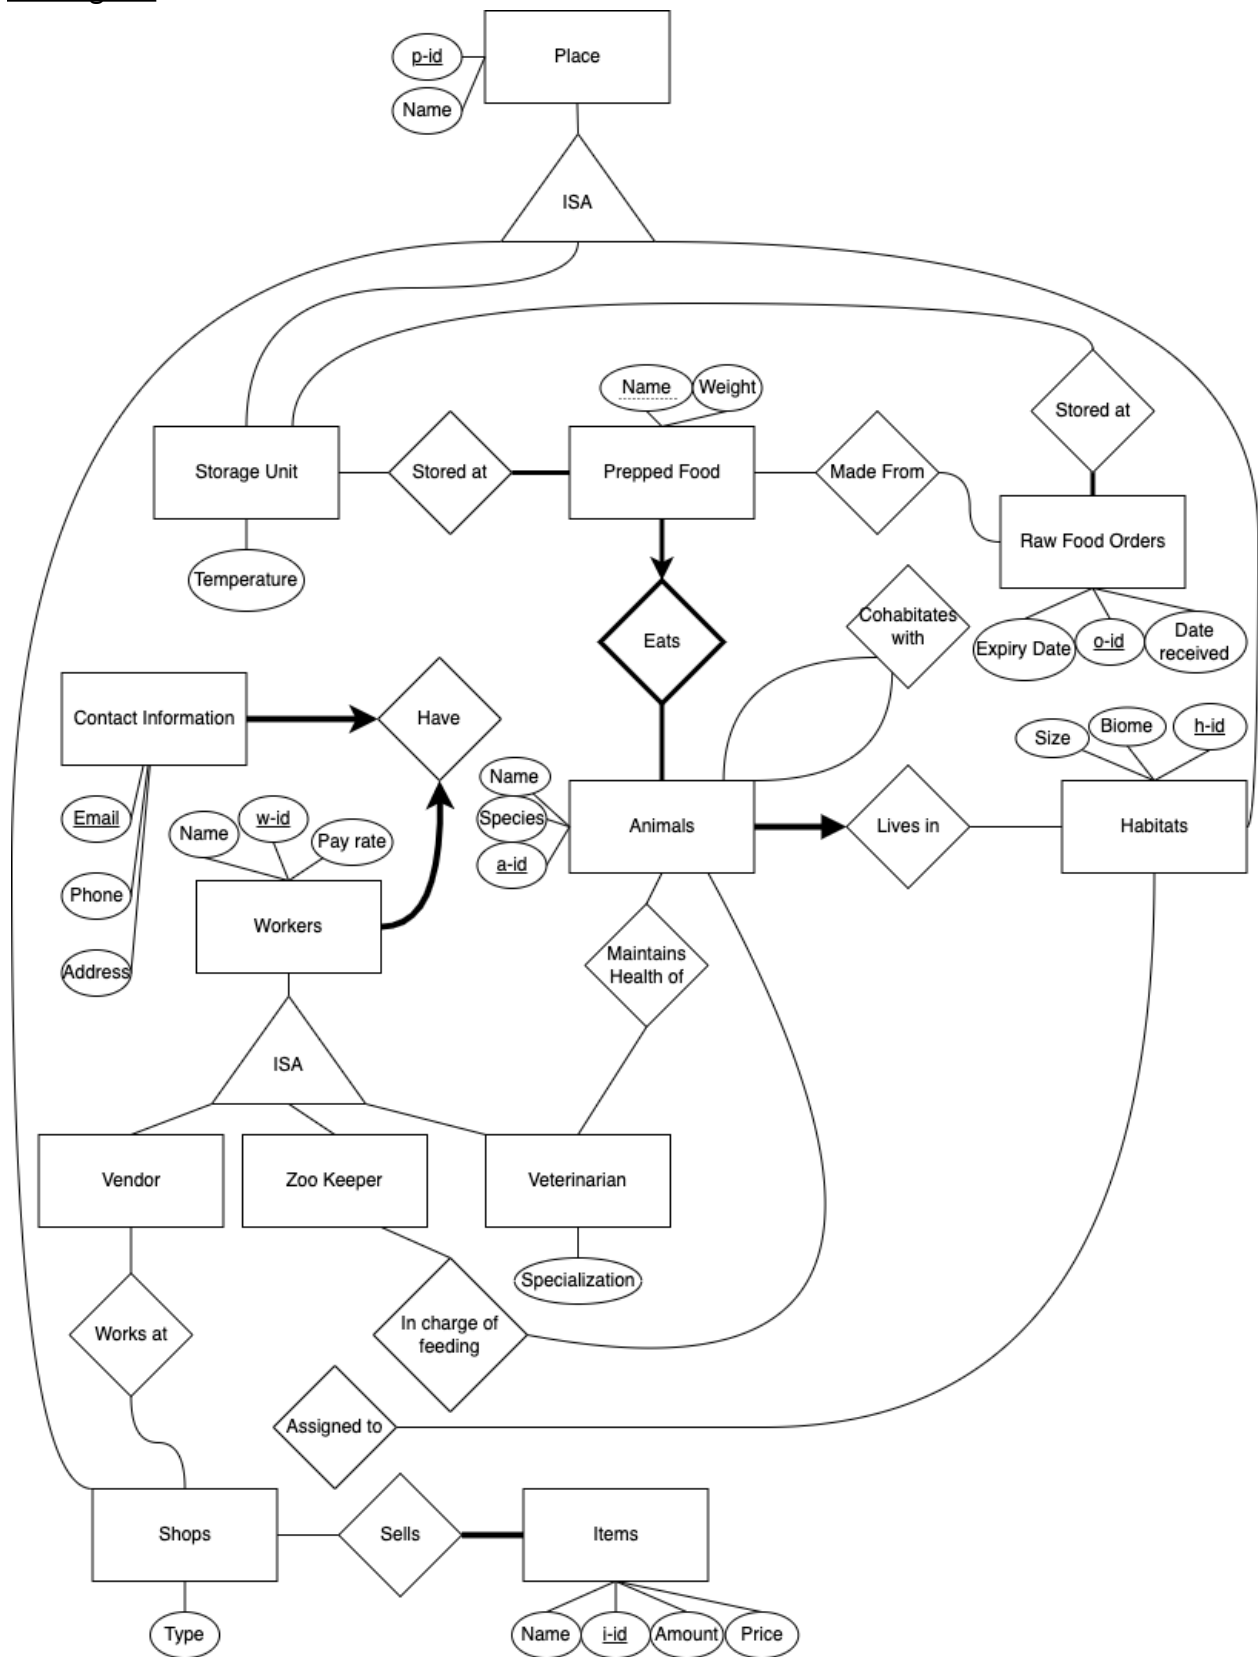 p-id
Place
Name
ISA
Name
Weight
Stored at
Storage Unit
Stored at
Prepped Food
Made From
Raw Food Orders
Temperature
Eats
Cohabitates
with
Expiry Date
o-id
Date
received
Contact Information
Have
Size
Biome
h-id
Name
Species
a-id
Animals
Lives in
Habitats
Email
Name
w-id
Pay rate
Phone
Workers
Address
Maintains
Health of
ISA
Vendor
Zoo Keeper
Veterinarian
Specialization
Works at
In charge of
feeding
Assigned to
Shops
Sells
Items
Type
Name
i-id
Amount
Price